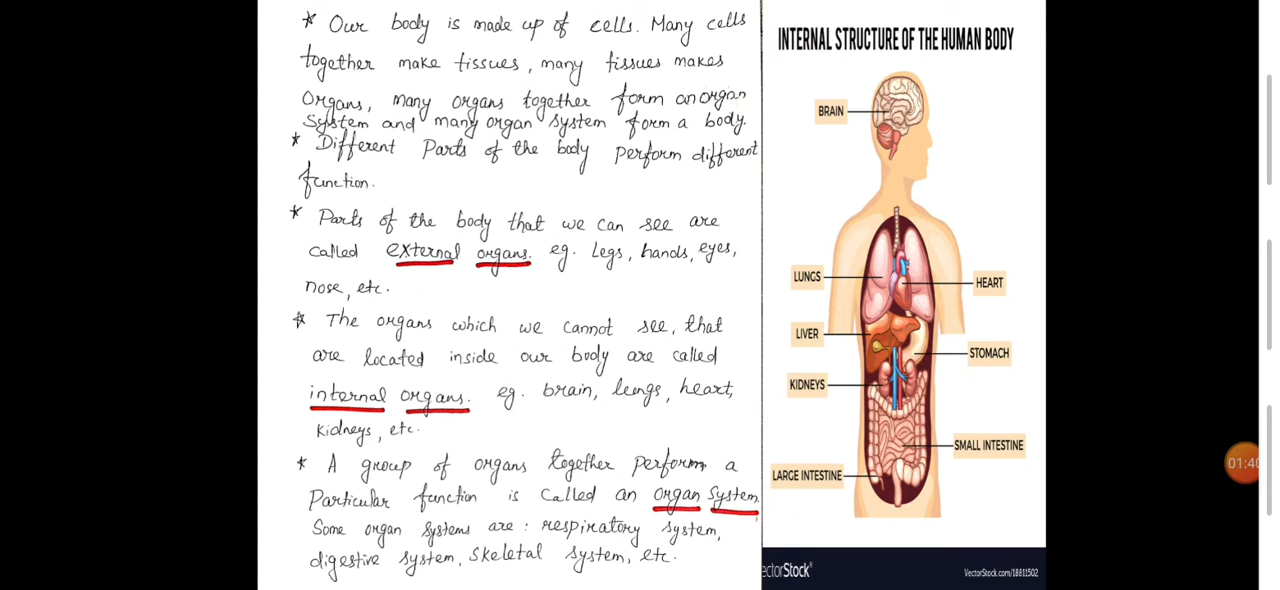 * Our body is made up of cells. Many cells
together make tissues, many tissues makes
Organs, many organs together form an organ
System and many organ system form a body.
* Different Parts of the body perform different
function.
* Parts of the body that we can see are
called external organs. eg. Legs, hands, eyes,
nose, etc.
* The organs which we cannot see, that
are located inside our body are called
internal organs. eg. brain, lungs, heart,
kidneys, etc.
* A group of organs together perform a
Particular function is called an organ system.
Some organ systems are: respiratory system,
digestive system, skeletal system, etc.
INTERNAL STRUCTURE OF THE HUMAN BODY
BRAIN
LUNGS
HEART
LIVER
STOMACH
KIDNEYS
SMALL INTESTINE
LARGE INTESTINE
ectorStock
VectorStock.com/18811502
01:40